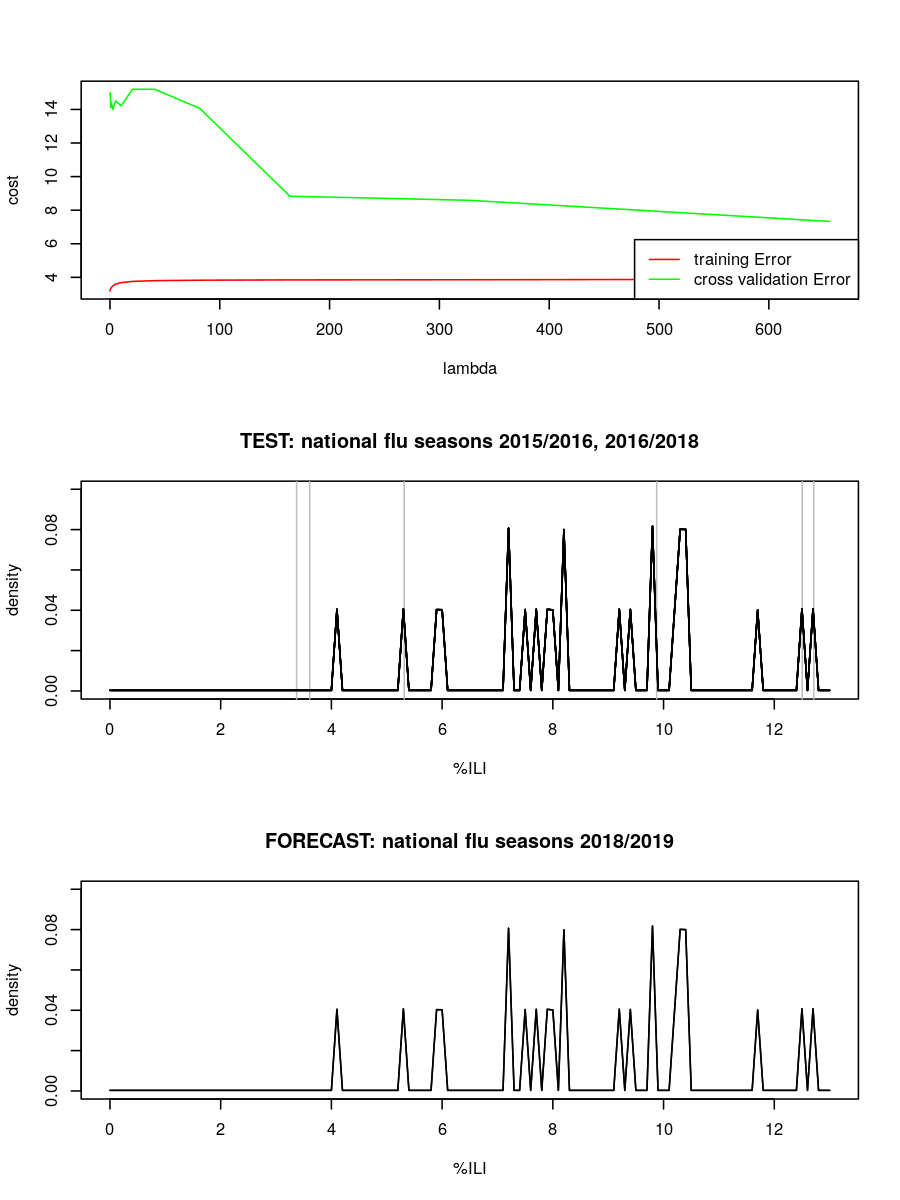 14
12
10
8
6
4
cost
training Error
cross validation Error
0 100 200 300 400 500 600
lambda
TEST: national flu seasons 2015/2016, 2016/2018
0.08
0.04
0.00
density
0 2 4 6 8 10 12
%ILI
FORECAST: national flu seasons 2018/2019
0.08
0.04
0.00
density
0 2 4 6 8 10 12
%ILI